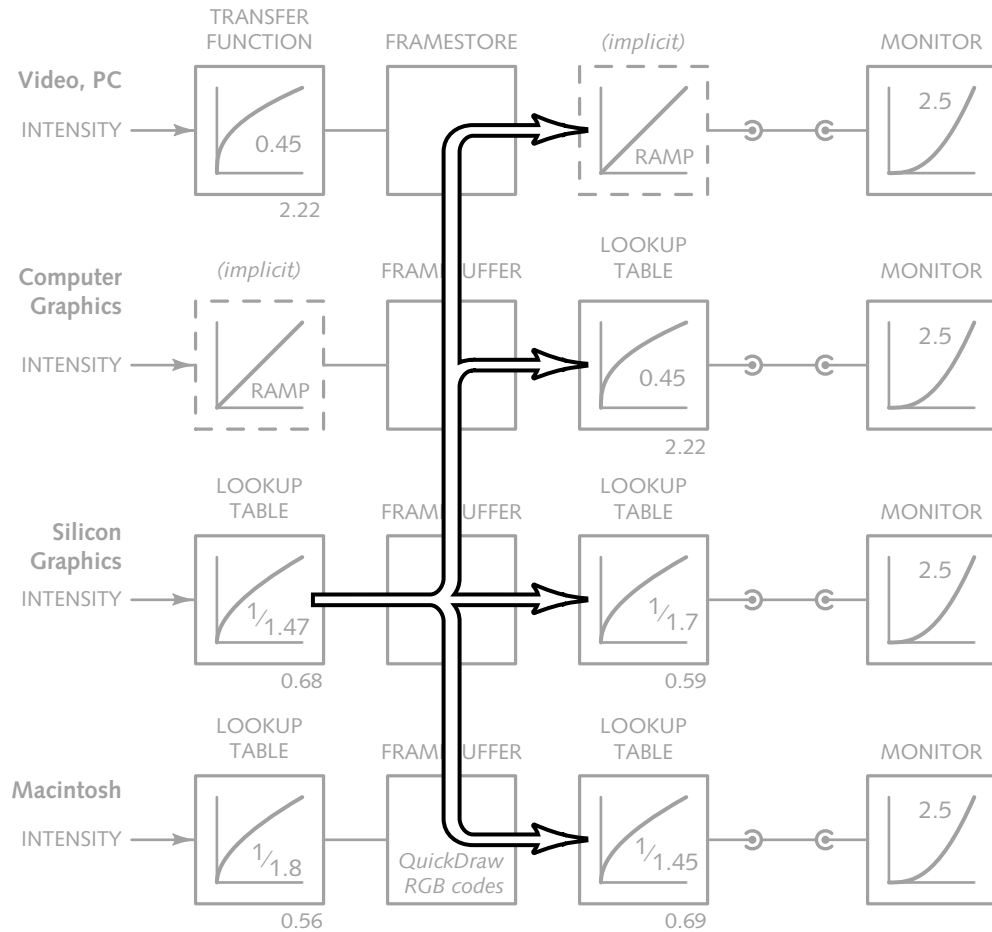 TRANSFER
FUNCTION
FRAMESTORE
(implicit)
MONITOR
Video, PC
INTENSITY
0.45
RAMP
2.5
2.22
Computer
Graphics
(implicit)
LOOKUP
TABLE
MONITOR
INTENSITY
RAMP
0.45
2.5
2.22
Silicon
Graphics
LOOKUP
TABLE
LOOKUP
TABLE
MONITOR
INTENSITY
1/1.47
1/1.7
2.5
0.68
0.59
Macintosh
LOOKUP
TABLE
LOOKUP
TABLE
MONITOR
INTENSITY
1/1.8
QuickDraw
RGB codes
1/1.45
2.5
0.56
0.69